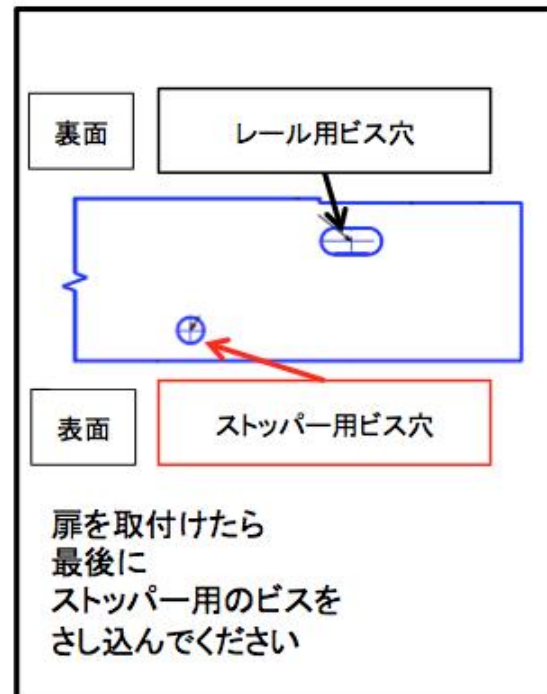 裏面
レール用ビス穴
表面
ストッパー用ビス穴
扉を取付けたら
最後に
ストッパー用のビスを
さし込んでください